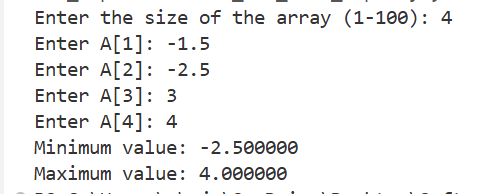 Enter the size of the array (1-100): 4
Enter A[1]: -1.5
Enter A[2]: -2.5
Enter A[3]: 3
Enter A[4]: 4
Minimum value: -2.500000
Maximum value: 4.000000